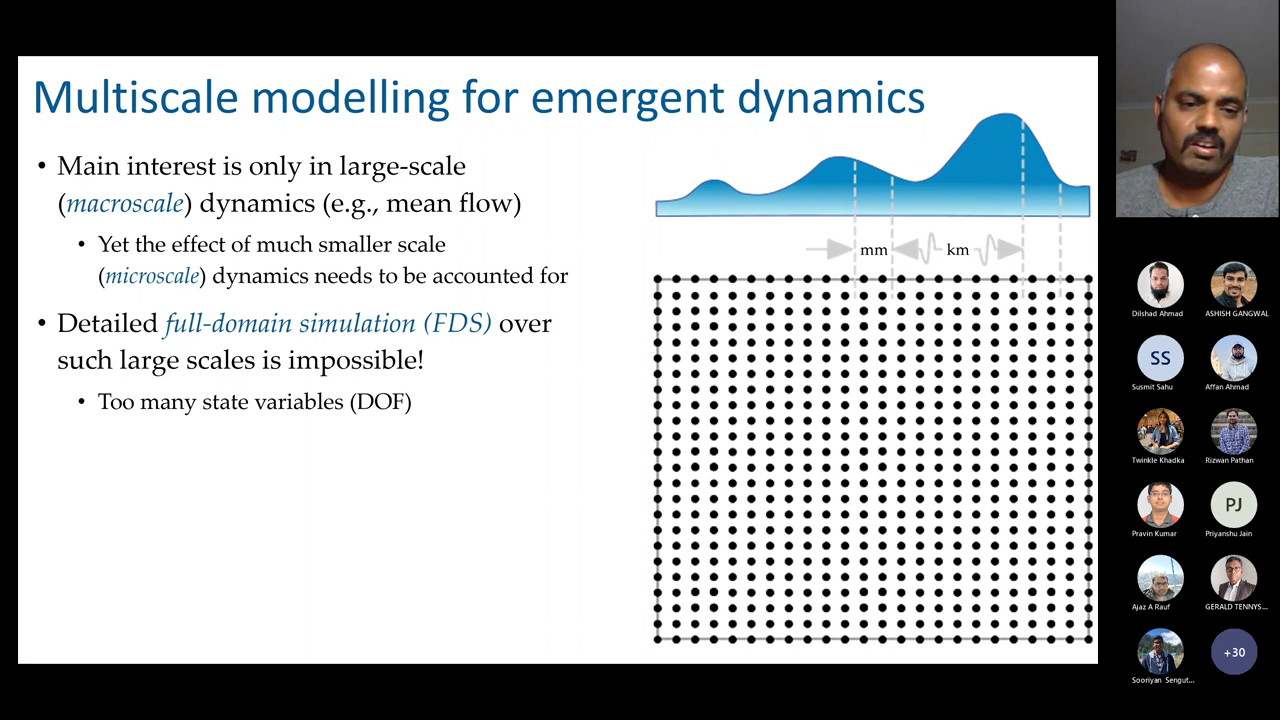 Multiscale modelling for emergent dynamics
• Main interest is only in large-scale
(macroscale) dynamics (e.g., mean flow)
• Yet the effect of much smaller scale
(microscale) dynamics needs to be accounted for
• Detailed full-domain simulation (FDS) over
such large scales is impossible!
• Too many state variables (DOF)
mm
km
Dilshad Ahmad
ASHISH GANGWAL
SS
Susmit Sahu
Affan Ahmad
Twinkle Khadka
Rizwan Pathan
Pravin Kumar
PJ
Priyanshu Jain
Ajaz A Rauf
GERALD TENNYS...
Sooriyan Sengut...
+30